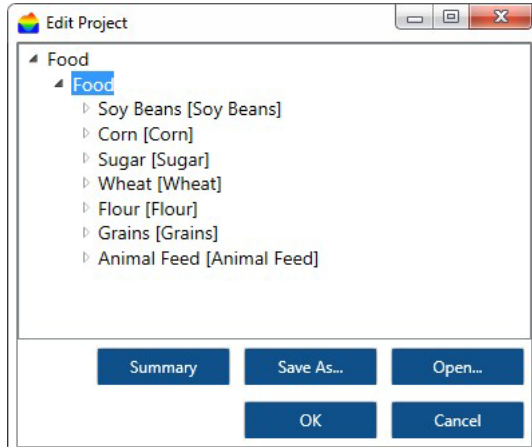 Edit Project
Food
Food
Soy Beans [Soy Beans]
Corn [Corn]
Sugar [Sugar]
Wheat [Wheat]
Flour [Flour]
Grains [Grains]
Animal Feed [Animal Feed]
Summary Save As... Open...
OK Cancel